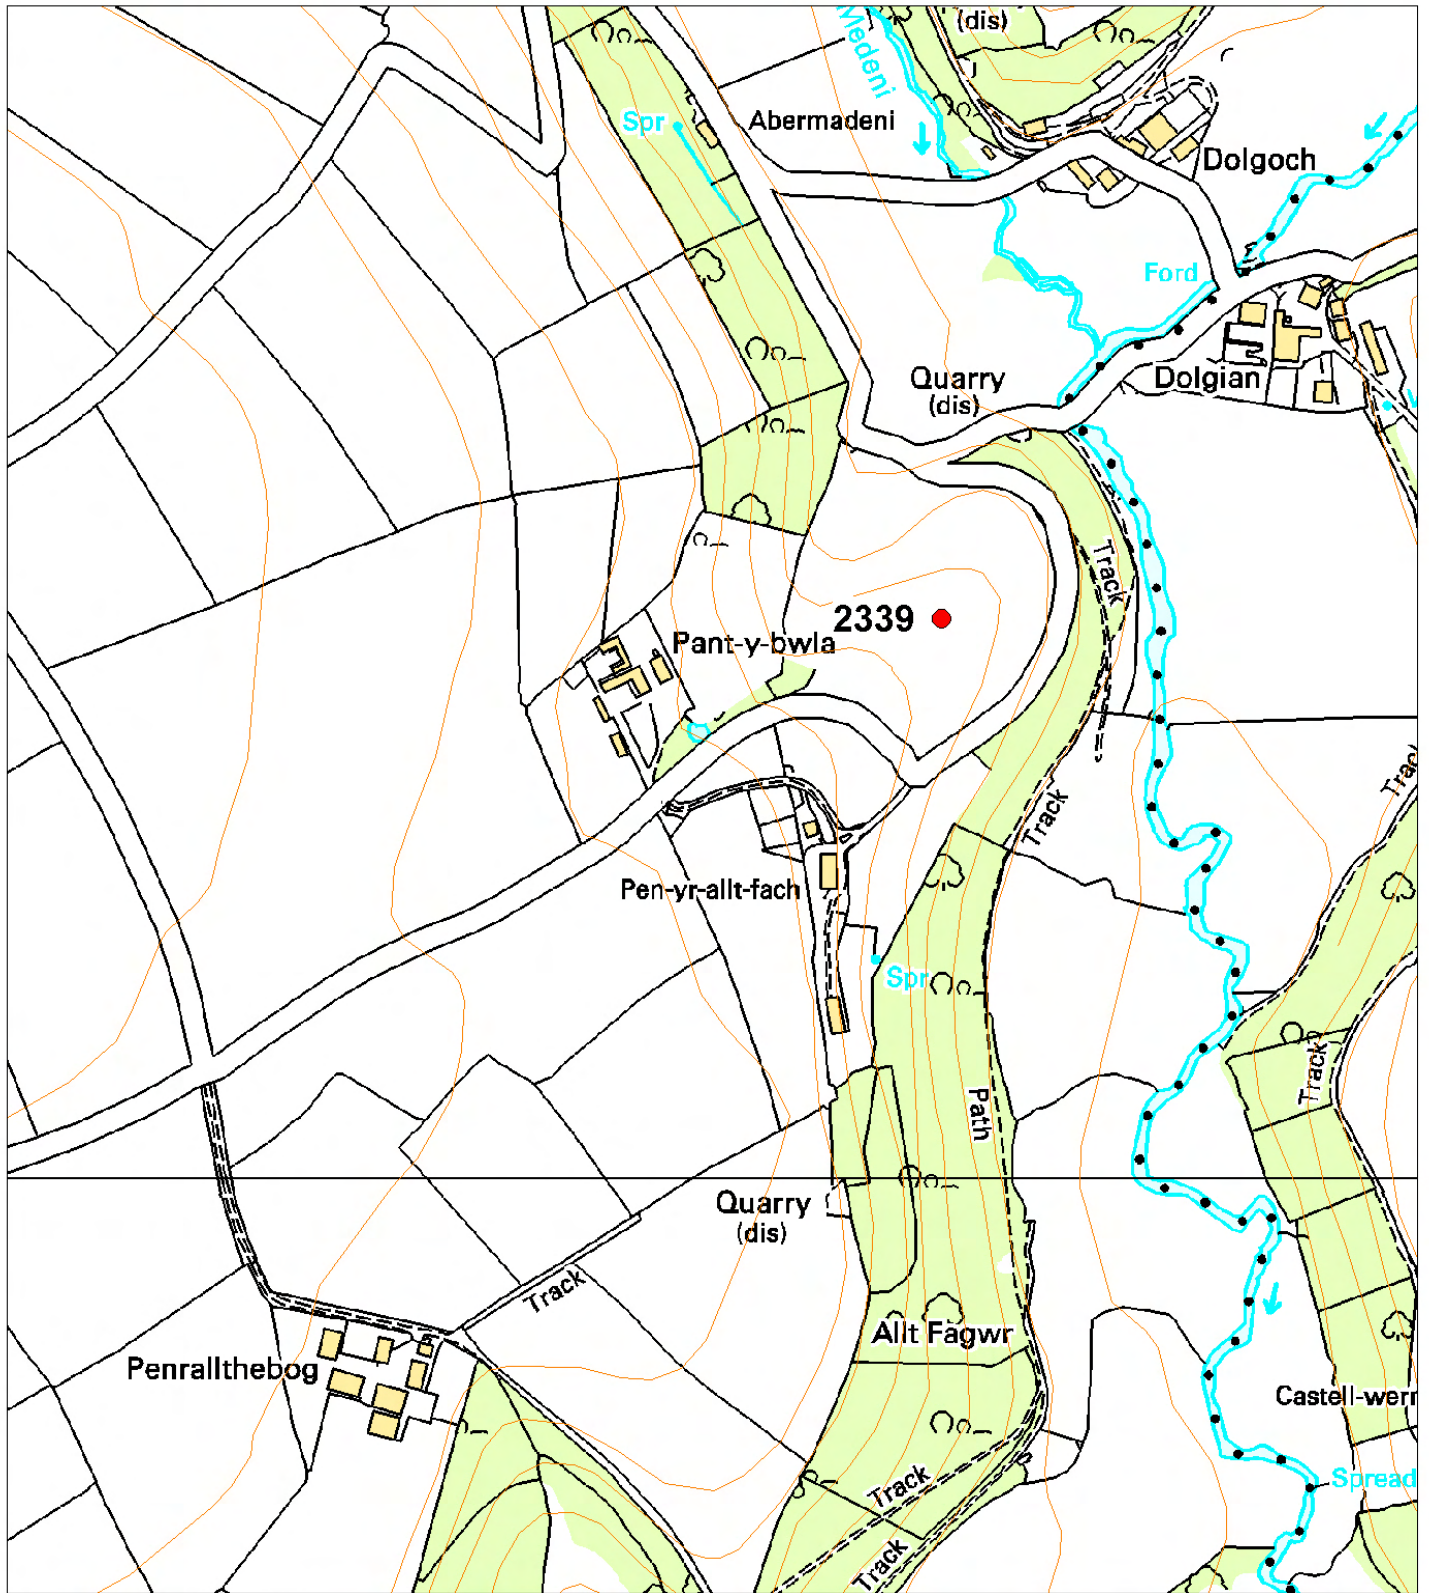 Medeni
(dis)
Spr
Abermadeni
Dolgoch
Ford
Quarry
(dis)
Dolgian
Track
2339
Pant-y-bwla
Track
Pen-yr-allt-fach
Spr
Track
Path
Quarry
(dis)
Track
Allt Fagwr
Penrallthebog
Castell-werr
Track
Spread
Track